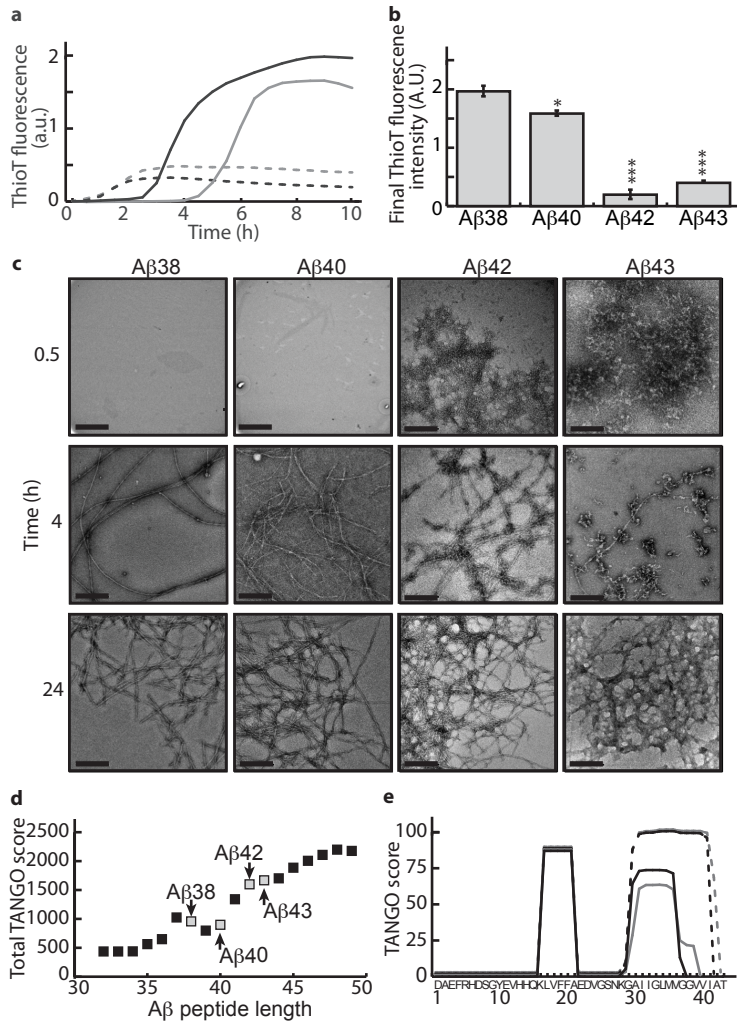 a
ThioT fluorescence
(a.u.)
2
1
0
0 2 4 6 8 10
Time (h)
b
Final ThioT fluorescene
intensity (A.U.)
2
1
0
*
***
***
Aβ38 Aβ40 Aβ42 Aβ43
c
Aβ38 Aβ40 Aβ42 Aβ43
Time (h)
0.5
4
24
d
Total TANGO score
2500
2000
1500
1000
500
0
Aβ42
Aβ38
Aβ43
Aβ40
30 35 40 45 50
Aβ peptide length
e
TANGO score
100
75
50
25
0
DAEFRHDSGYEVHHQKLVFFAEDVGSNKGAIIGLMVGGVVIAT
1 10 20 30 40